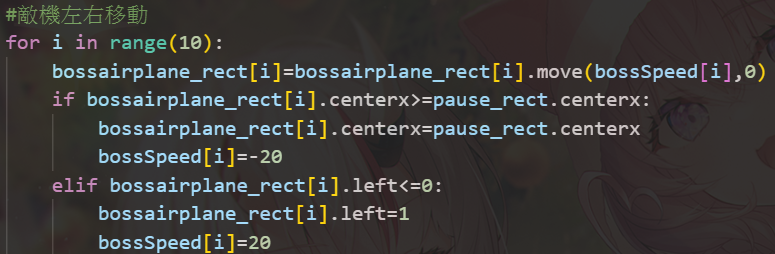 #敵機左右移動
for i in range(10):
    bossairplane_rect[i]=bossairplane_rect[i].move(bossSpeed[i],0)
    if bossairplane_rect[i].centerx>=pause_rect.centerx:
        bossairplane_rect[i].centerx=pause_rect.centerx
        bossSpeed[i]=-20
    elif bossairplane_rect[i].left<=0:
        bossairplane_rect[i].left=1
        bossSpeed[i]=20